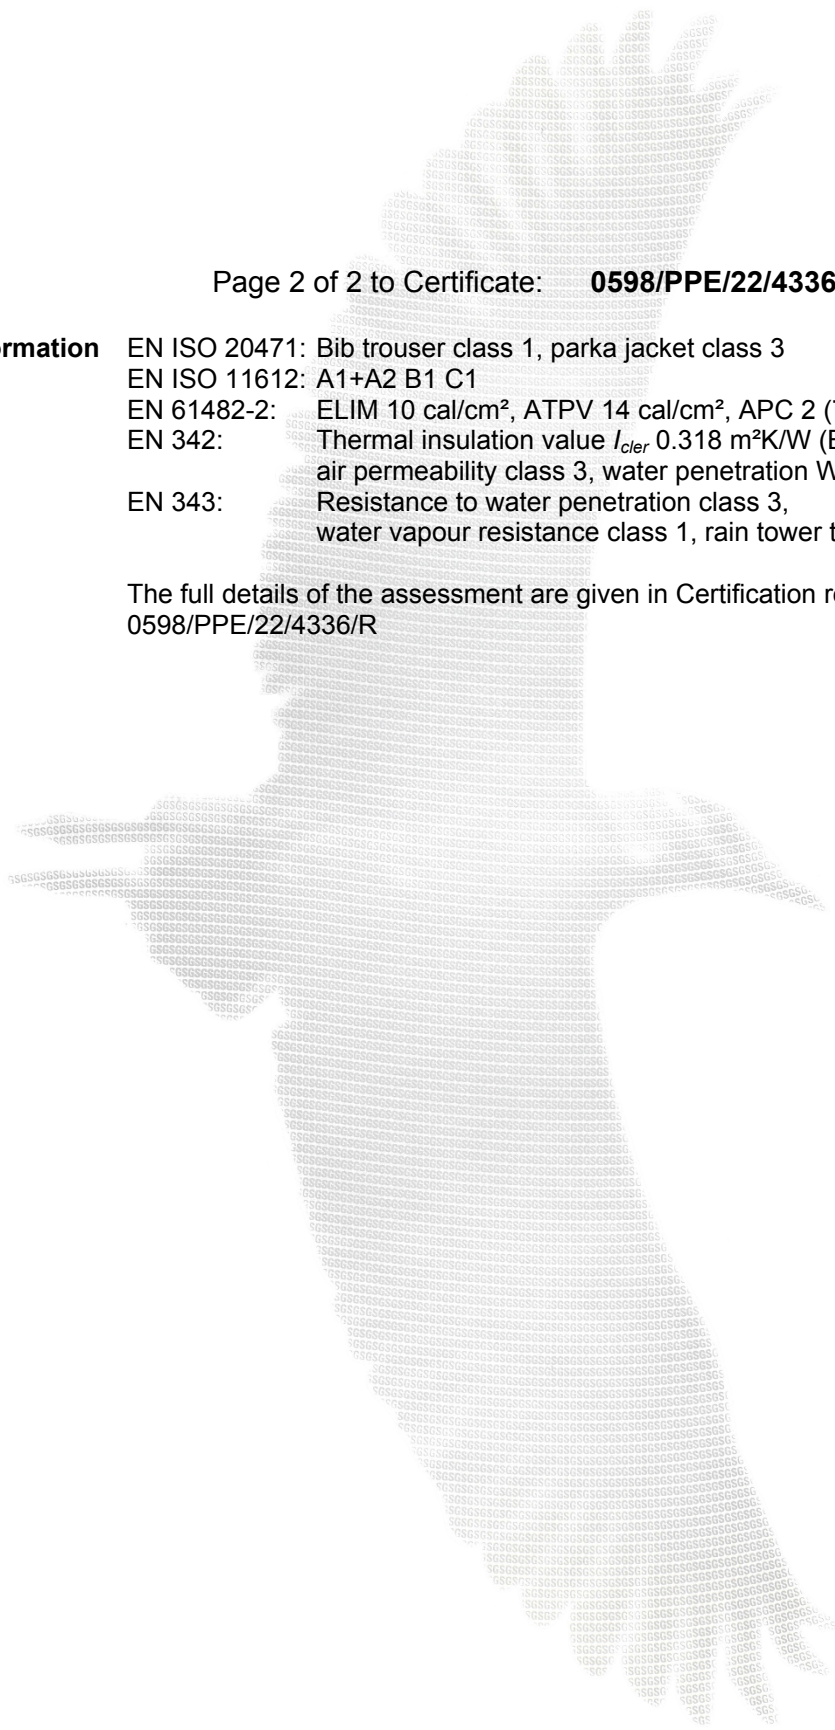 Page 2 of 2 to Certificate: 0598/PPE/22/4336
EN ISO 20471: Bib trouser class 1, parka jacket class 3
EN ISO 11612: A1+A2 B1 C1
EN 61482-2: ELIM 10 cal/cm², ATPV 14 cal/cm², APC 2
EN 342: Thermal insulation value I_cler 0.318 m²K/W
air permeability class 3, water penetration
EN 343: Resistance to water penetration class 3,
water vapour resistance class 1, rain tower
The full details of the assessment are given in Certification
0598/PPE/22/4336/R